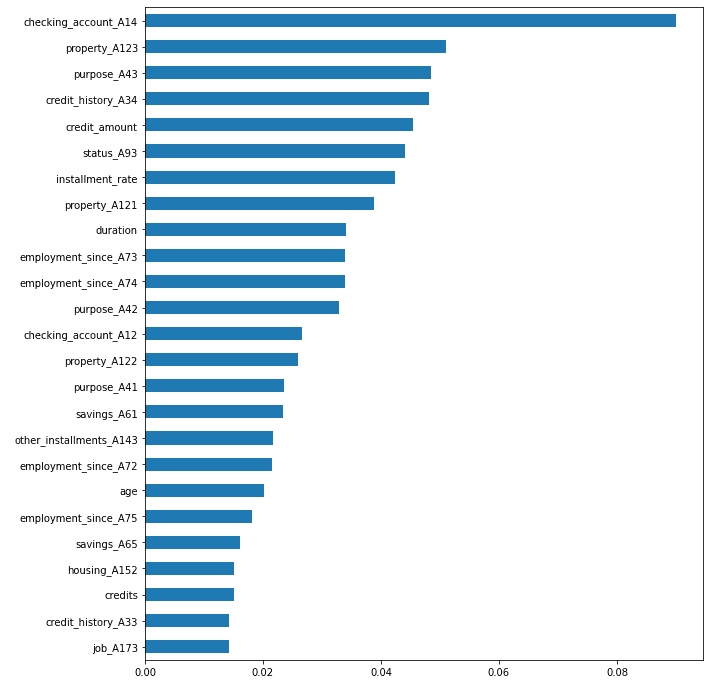 checking_account_A14
property_A123
purpose_A43
credit_history_A34
credit_amount
status_A93
installment_rate
property_A121
duration
employment_since_A73
employment_since_A74
purpose_A42
checking_account_A12
property_A122
purpose_A41
savings_A61
other_installments_A143
employment_since_A72
age
employment_since_A75
savings_A65
housing_A152
credits
credit_history_A33
job_A173
0.00 0.02 0.04 0.06 0.08